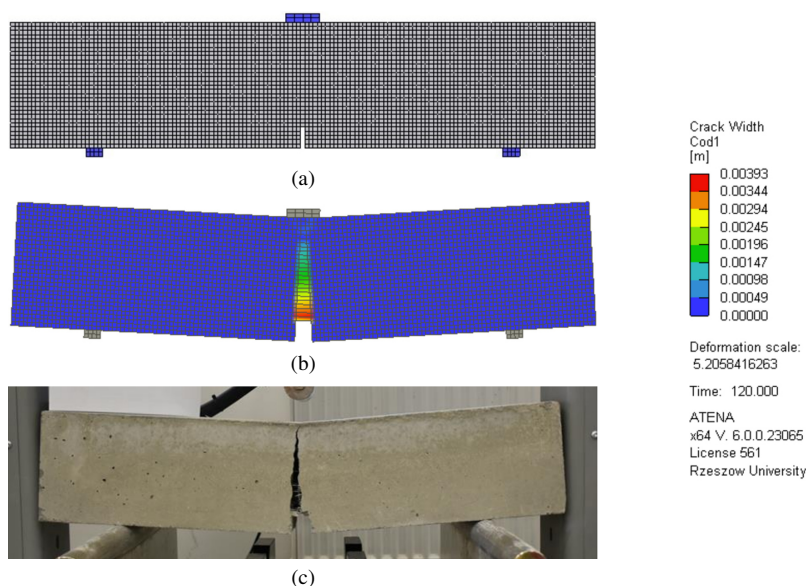 (a)
(b)
(c)
Crack Width
Cod1
[m]
0.00393
0.00344
0.00294
0.00245
0.00196
0.00147
0.00098
0.00049
0.00000
Deformation scale:
5.2058416263
Time: 120.000
ATENA
x64 V. 6.0.0.23065
License 561
Rzeszow University